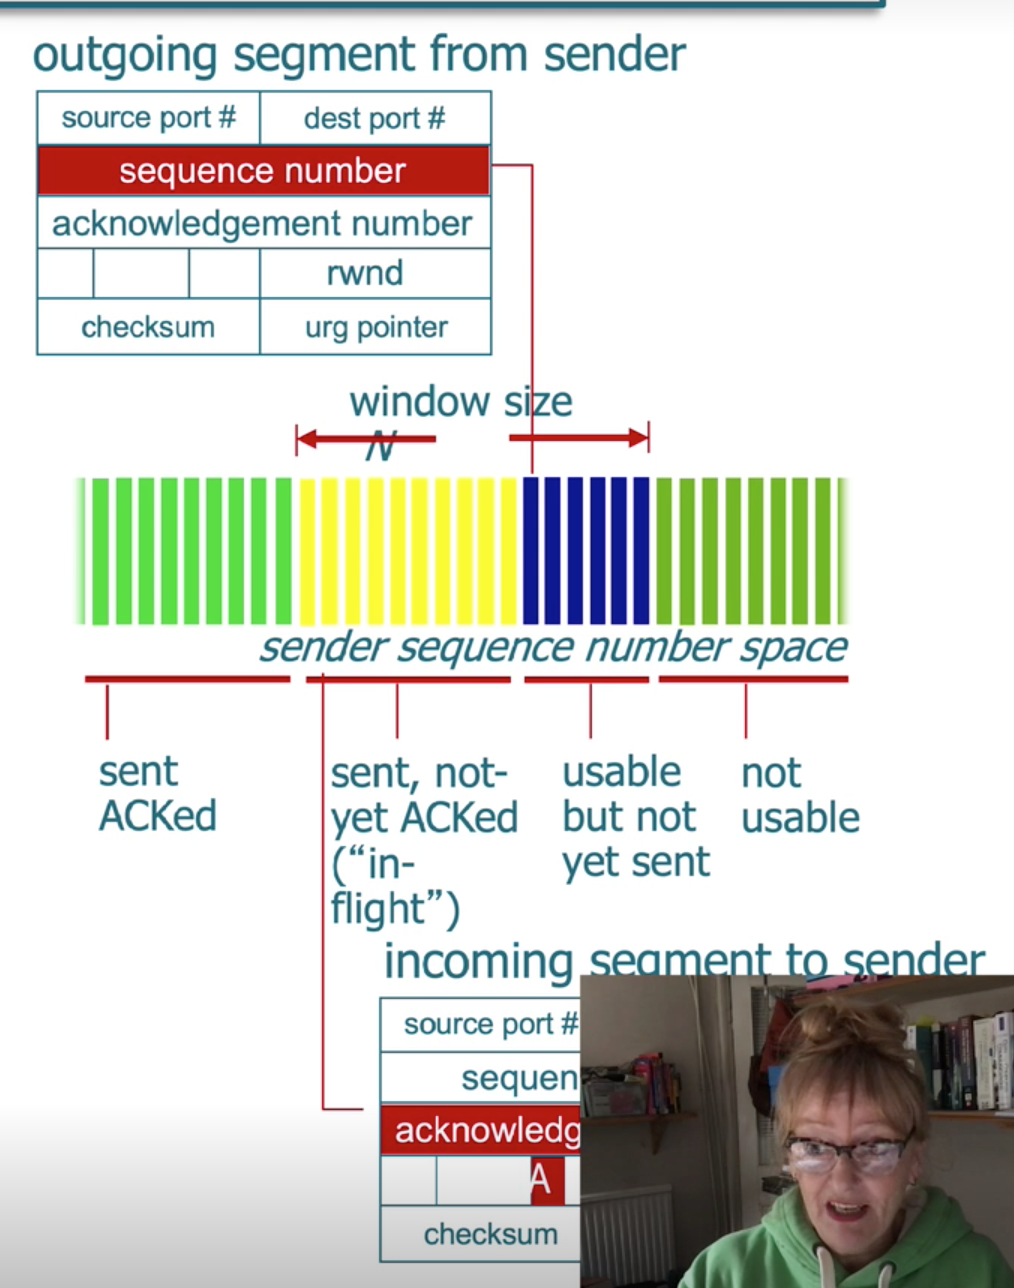 outgoing segment from sender
source port # dest port #
sequence number
acknowledgement number
rwnd
checksum urg pointer
window size
N
sender sequence number space
sent
ACKed
sent, not-
yet ACKed
(“in-
flight”)
usable
but not
yet sent
not
usable
incoming segment to sender
source port #
sequen
acknowledg
A
checksum